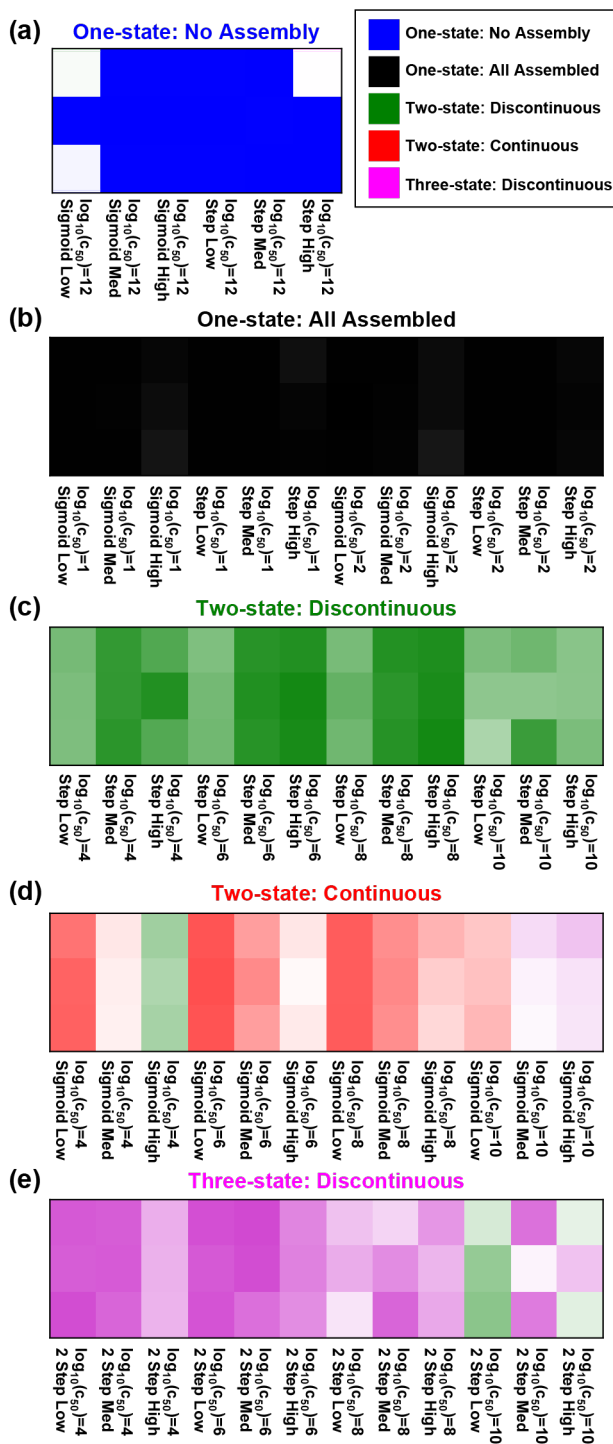 (a)
One-state: No Assembly
log10(c50)=12
Sigmoid Low
log10(c50)=12
Sigmoid Med
log10(c50)=12
Sigmoid High
log10(c50)=12
Step Low
log10(c50)=12
Step Med
log10(c50)=12
Step High
One-state: No Assembly
One-state: All Assembled
Two-state: Discontinuous
Two-state: Continuous
Three-state: Discontinuous
(b)
One-state: All Assembled
log10(c50)=1
Sigmoid Low
log10(c50)=1
Sigmoid Med
log10(c50)=1
Sigmoid High
log10(c50)=1
Step Low
log10(c50)=1
Step Med
log10(c50)=1
Step High
log10(c50)=2
Sigmoid Low
log10(c50)=2
Sigmoid Med
log10(c50)=2
Sigmoid High
log10(c50)=2
Step Low
log10(c50)=2
Step Med
log10(c50)=2
Step High
(c)
Two-state: Discontinuous
log10(c50)=4
Step Low
log10(c50)=4
Step Med
log10(c50)=4
Step High
log10(c50)=6
Step Low
log10(c50)=6
Step Med
log10(c50)=6
Step High
log10(c50)=8
Step Low
log10(c50)=8
Step Med
log10(c50)=8
Step High
log10(c50)=10
Step Low
log10(c50)=10
Step Med
log10(c50)=10
Step High
(d)
Two-state: Continuous
log10(c50)=4
Sigmoid Low
log10(c50)=4
Sigmoid Med
log10(c50)=4
Sigmoid High
log10(c50)=6
Sigmoid Low
log10(c50)=6
Sigmoid Med
log10(c50)=6
Sigmoid High
log10(c50)=8
Sigmoid Low
log10(c50)=8
Sigmoid Med
log10(c50)=8
Sigmoid High
log10(c50)=10
Sigmoid Low
log10(c50)=10
Sigmoid Med
log10(c50)=10
Sigmoid High
(e)
Three-state: Discontinuous
log10(c50)=4
2 Step Low
log10(c50)=4
2 Step Med
log10(c50)=4
2 Step High
log10(c50)=6
2 Step Low
log10(c50)=6
2 Step Med
log10(c50)=6
2 Step High
log10(c50)=8
2 Step Low
log10(c50)=8
2 Step Med
log10(c50)=8
2 Step High
log10(c50)=10
2 Step Low
log10(c50)=10
2 Step Med
log10(c50)=10
2 Step High